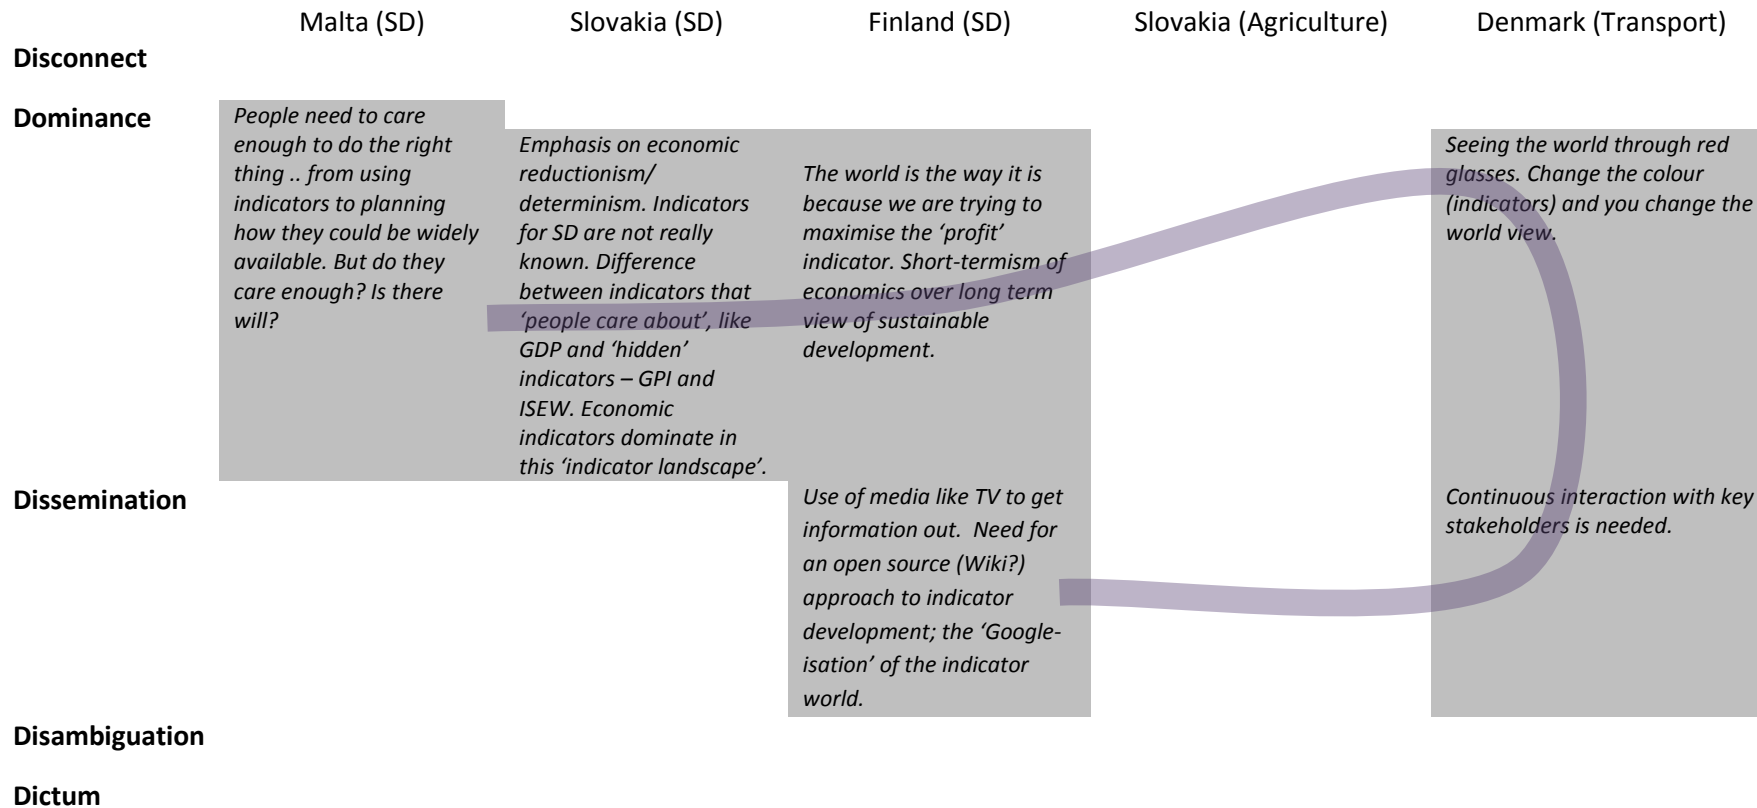 Malta (SD)
Slovakia (SD)
Finland (SD)
Slovakia (Agriculture)
Denmark (Transport)
Disconnect
Dominance
People need to care
enough to do the right
thing .. from using
indicators to planning
how they could be widely
available. But do they
care enough? Is there
will?
Emphasis on economic
reductionism/
determinism. Indicators
for SD are not really
known. Difference
between indicators that
‘people care about’, like
GDP and ‘hidden’
indicators – GPI and
ISEW. Economic
indicators dominate in
this ‘indicator landscape’.
The world is the way it is
because we are trying to
maximise the ‘profit’
indicator. Short-termism of
economics over long term
view of sustainable
development.
Seeing the world through red
glasses. Change the colour
(indicators) and you change the
world view.
Dissemination
Use of media like TV to get
information out.  Need for
an open source (Wiki?)
approach to indicator
development; the ‘Google-
isation’ of the indicator
world.
Continuous interaction with key
stakeholders is needed.
Disambiguation
Dictum